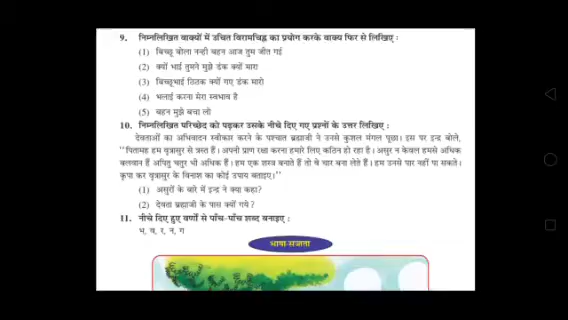 9. निम्नलिखित वाक्यों में उचित विरामचिह्न का प्रयोग करके वाक्य फिर से लिखिए :
(1) बिच्छू बोला नन्ही बहन आज तुम जीत गई
(2) क्यों भाई तुमने मुझे डंक क्यों मारा
(3) बिच्छूभाई ठिठक क्यों गए डंक मारो
(4) भलाई करना मेरा स्वभाव है
(5) बहन मुझे बचा लो
10. निम्नलिखित परिच्छेद को पढ़कर उसके नीचे दिए गए प्रश्नों के उत्तर लिखिए :
देवताओं का अभिवादन स्वीकार करने के पश्चात ब्रह्माजी ने उनसे कुशल मंगल पूछा। इस पर इन्द्र बोले,
"पितामह हम वृत्रासुर से त्रस्त हैं। अपनी प्राण रक्षा करना हमारे लिए कठिन हो रहा है। असुर न केवल हमसे अधिक
बलवान हैं अपितु चतुर भी अधिक हैं। हम एक शस्त्र बनाते हैं तो वे चार बना लेते हैं। हम उनसे पार नहीं पा सकते।
कृपा कर वृत्रासुर के विनाश का कोई उपाय बताइए।"
(1) असुरों के बारे में इन्द्र ने क्या कहा?
(2) देवता ब्रह्माजी के पास क्यों गये ?
11. नीचे दिए हुए वर्णों से पाँच-पाँच शब्द बनाइए :
भ, व, र, न, ग
भाषा-सज्जता